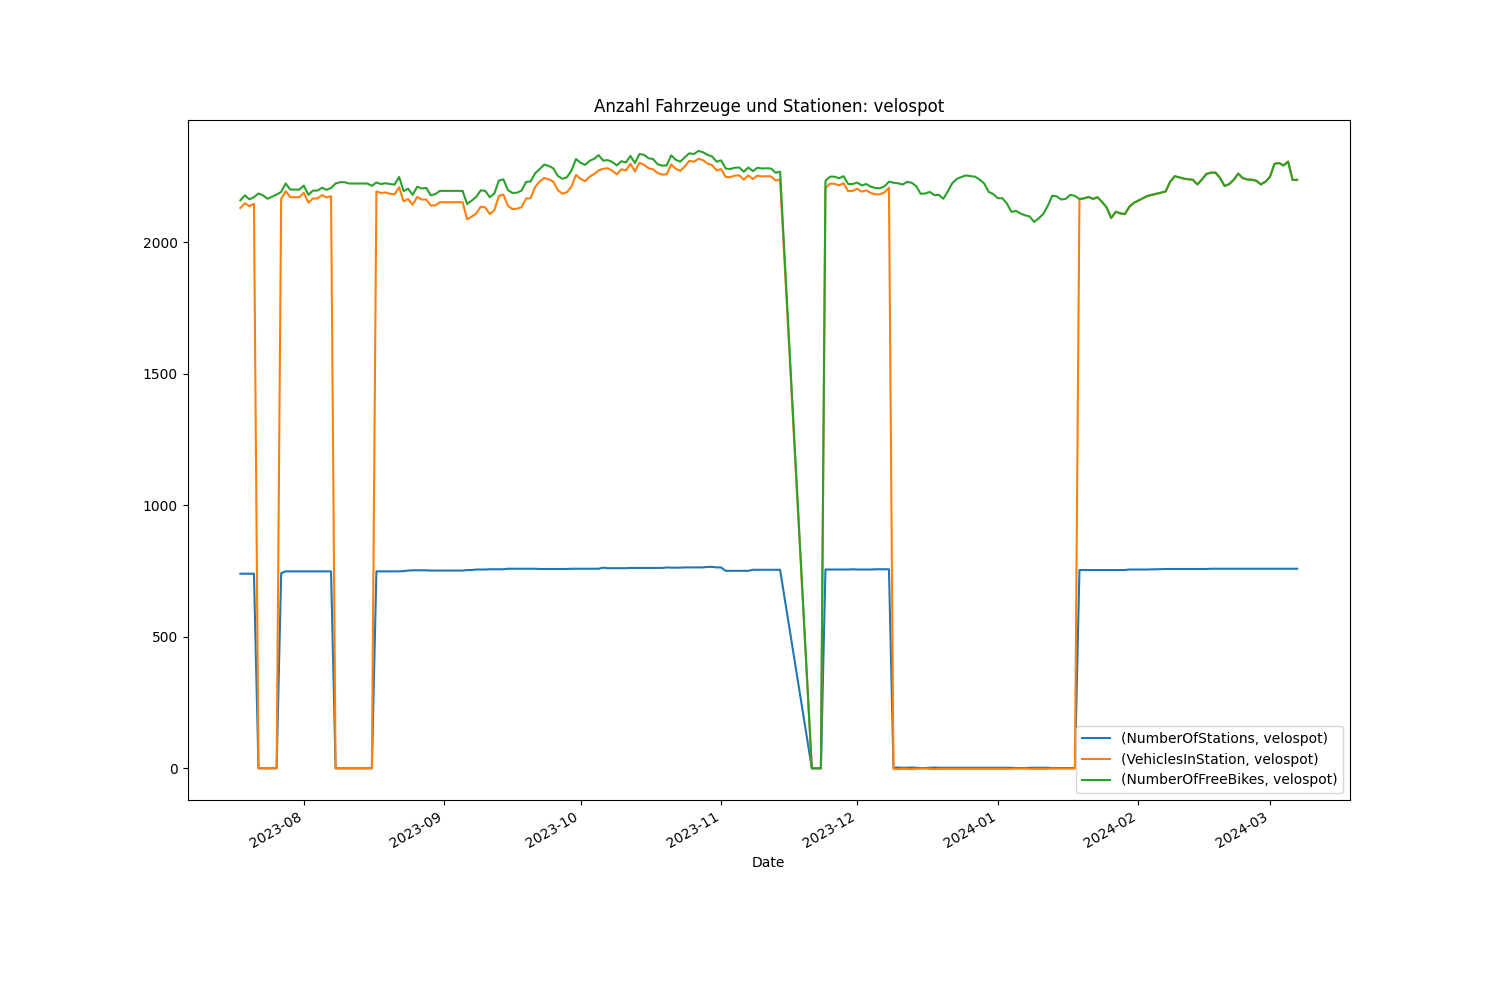 Anzahl Fahrzeuge und Stationen: velospot
2000
1500
1000
500
0
(NumberOfStations, velospot)
(VehiclesInStation, velospot)
(NumberOfFreeBikes, velospot)
2023-08
2023-09
2023-10
2023-11
2023-12
2024-01
2024-02
2024-03
Date